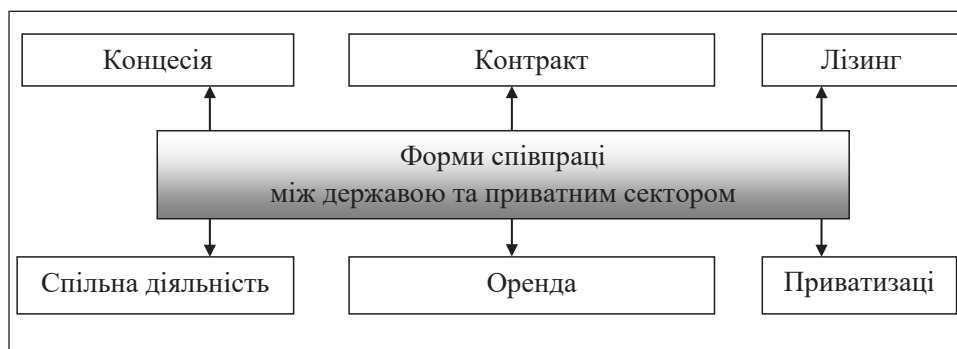 Концесія
Контракт
Лізинг
Форми співпраці
між державою та приватним сектором
Спільна діяльність
Оренда
Приватизаці